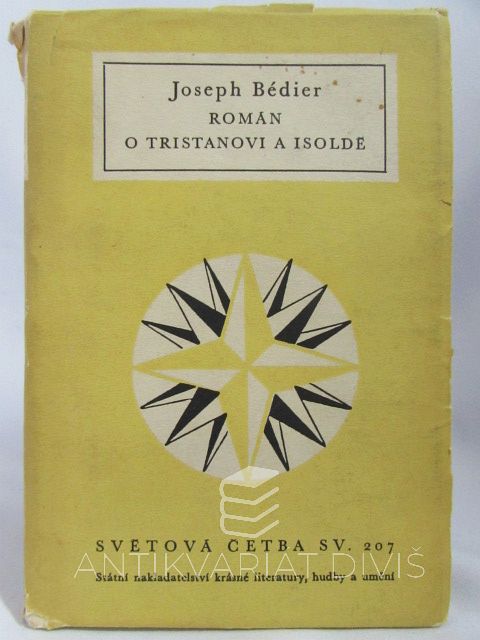 Joseph Bédier
ROMÁN
O TRISTANOVI A ISOLDĚ
SVĚTOVÁ ČETBA SV. 207
ANTIKVARIÁT DIVIŠ
Státní nakladatelství krásné literatury, hudby a umění